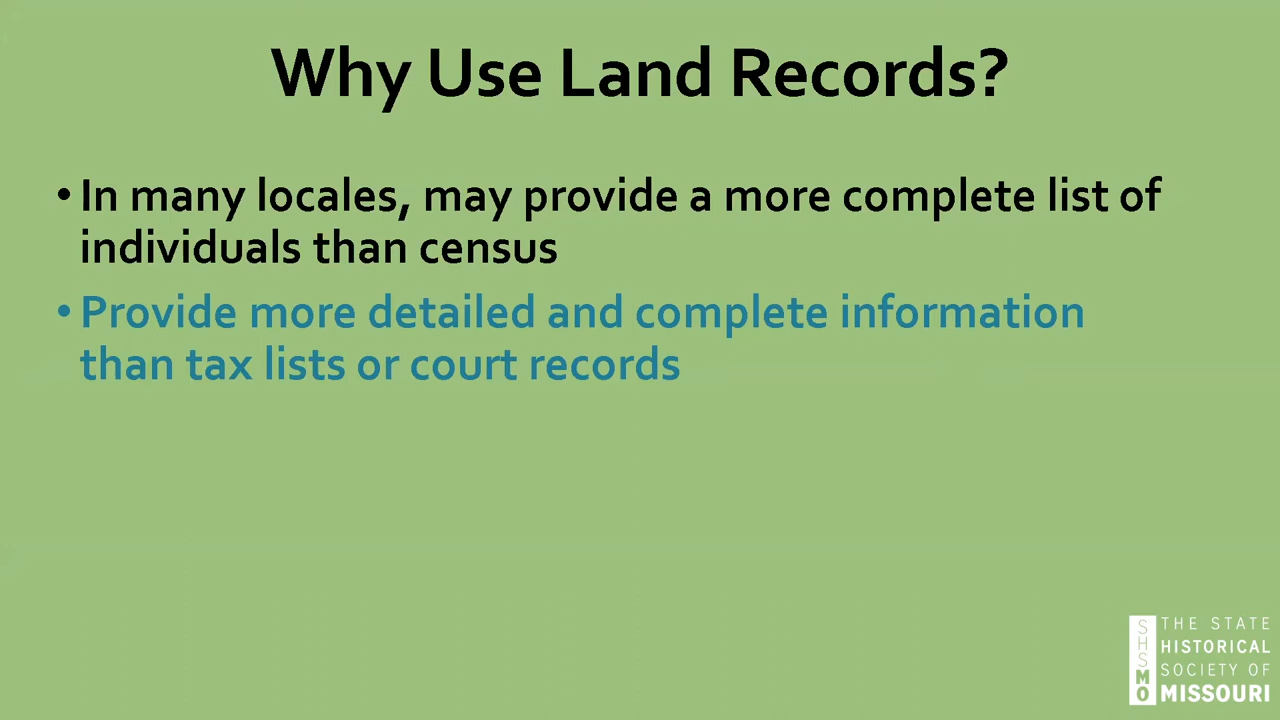 Why Use Land Records?
• In many locales, may provide a more complete list of
individuals than census
• Provide more detailed and complete information
than tax lists or court records
SHSMO
THE STATE
HISTORICAL
SOCIETY OF
MISSOURI